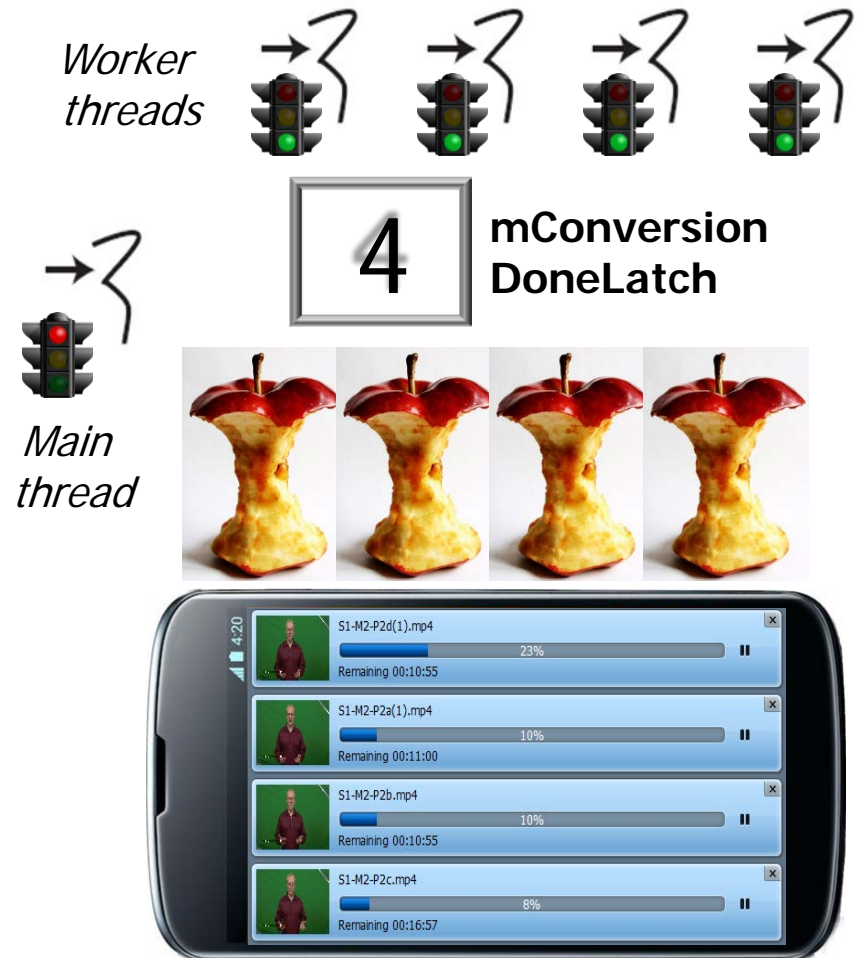 Worker
threads
4
mConversion
DoneLatch
Main
thread
4:20
S1-M2-P2d(1).mp4
23%
Remaining 00:10:55
x
S1-M2-P2a(1).mp4
10%
Remaining 00:11:00
x
S1-M2-P2b.mp4
10%
Remaining 00:10:55
x
S1-M2-P2c.mp4
8%
Remaining 00:16:57
x